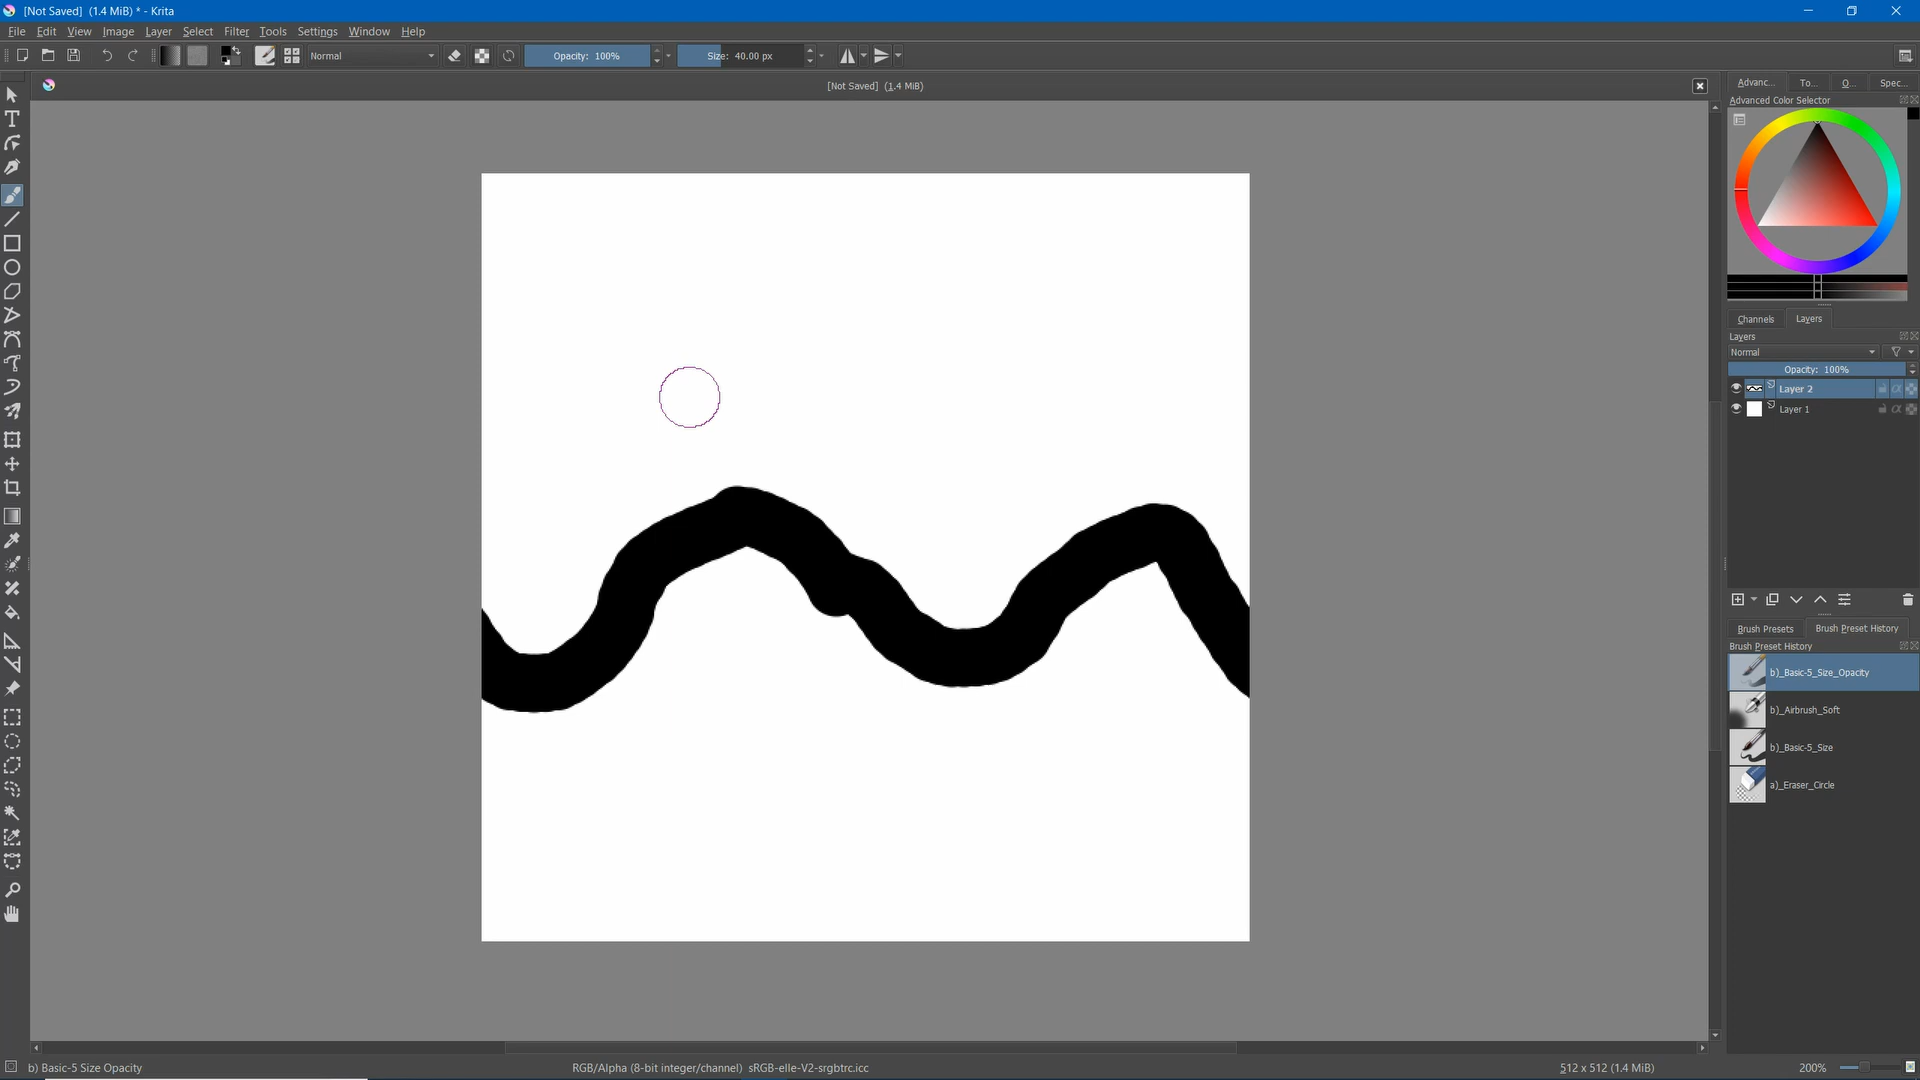 [Not Saved] (1.4 MiB) * - Krita
File Edit View Image Layer Select Filter Tools Settings Window Help
Normal Opacity: 100% Size: 40.00 px
[Not Saved] (1.4 MiB)
Advanc... To... O... Spec...
Advanced Color Selector
Channels Layers
Layers
Normal
Opacity: 100%
Layer 2
Layer 1
Brush Presets Brush Preset History
Brush Preset History
b)_Basic-5_Size_Opacity
b)_Airbrush_Soft
b)_Basic-5_Size
a)_Eraser_Circle
b) Basic-5 Size Opacity RGB/Alpha (8-bit integer/channel) sRGB-elle-V2-srgbtrc.icc 512 x 512 (1.4 MiB) 200%